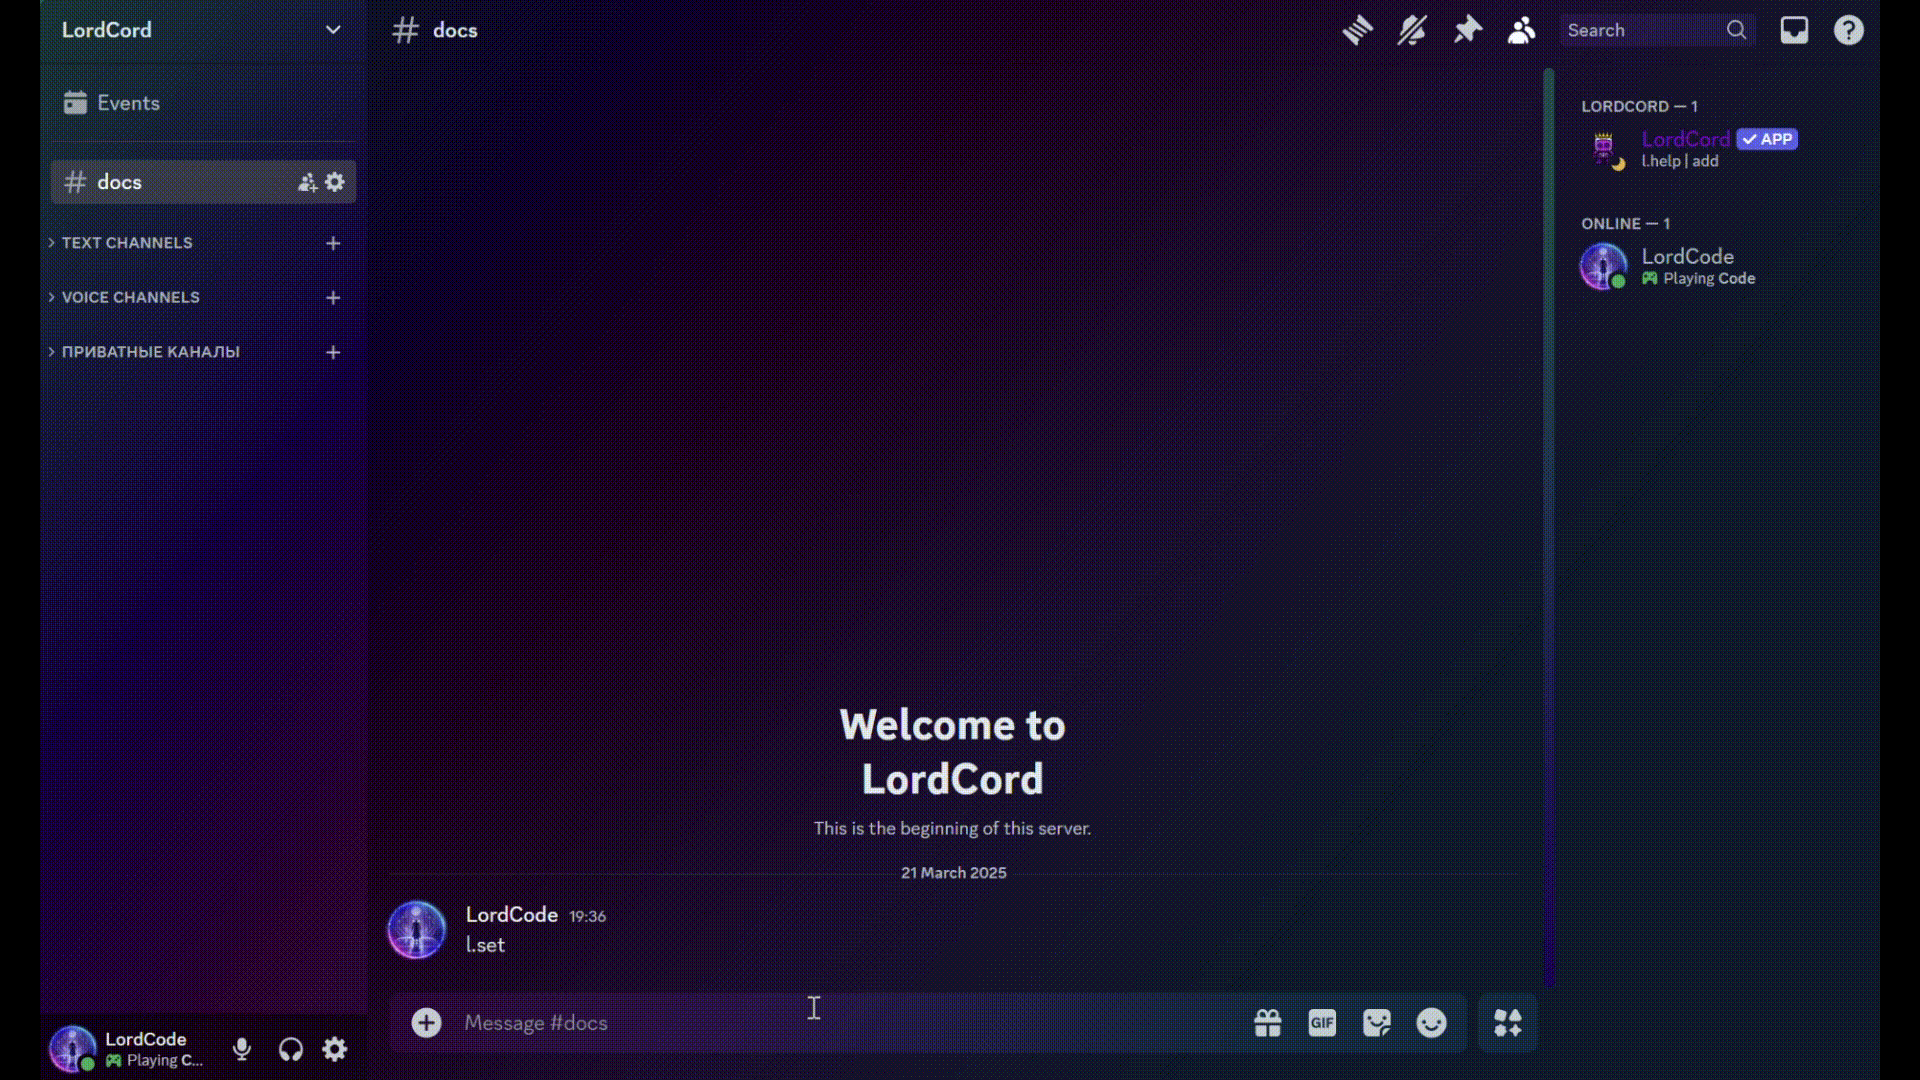 LordCord
Events
docs
TEXT CHANNELS
VOICE CHANNELS
ПРИВАТНЫЕ КАНАЛЫ
LordCode
Playing C...
docs
Search
Welcome to
LordCord
This is the beginning of this server.
21 March 2025
LordCode 19:36
l.set
Message #docs
GIF
LORDCORD — 1
LordCord APP
l.help | add
ONLINE — 1
LordCode
Playing Code